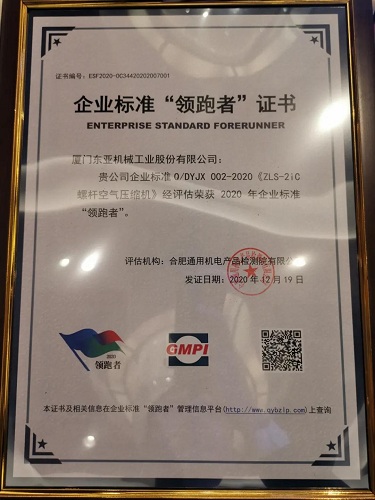 证书编号：ESF2020-0C34420202007001
企业标准“领跑者”证书
ENTERPRISE STANDARD FORERUNNER
厦门东亚机械工业股份有限公司：
贵公司企业标准 Q/DYJX 002-2020《ZLS-2iC
螺杆空气压缩机》经评估荣获 2020 年企业标准
“领跑者”。
评估机构：合肥通用机电产品检测院有限公司
发证日期：2020 年 12 月 19 日
2020
领跑者
GMPI
本证书及相关信息在企业标准“领跑者”管理信息平台(http://www.qybzlp.com)上查询